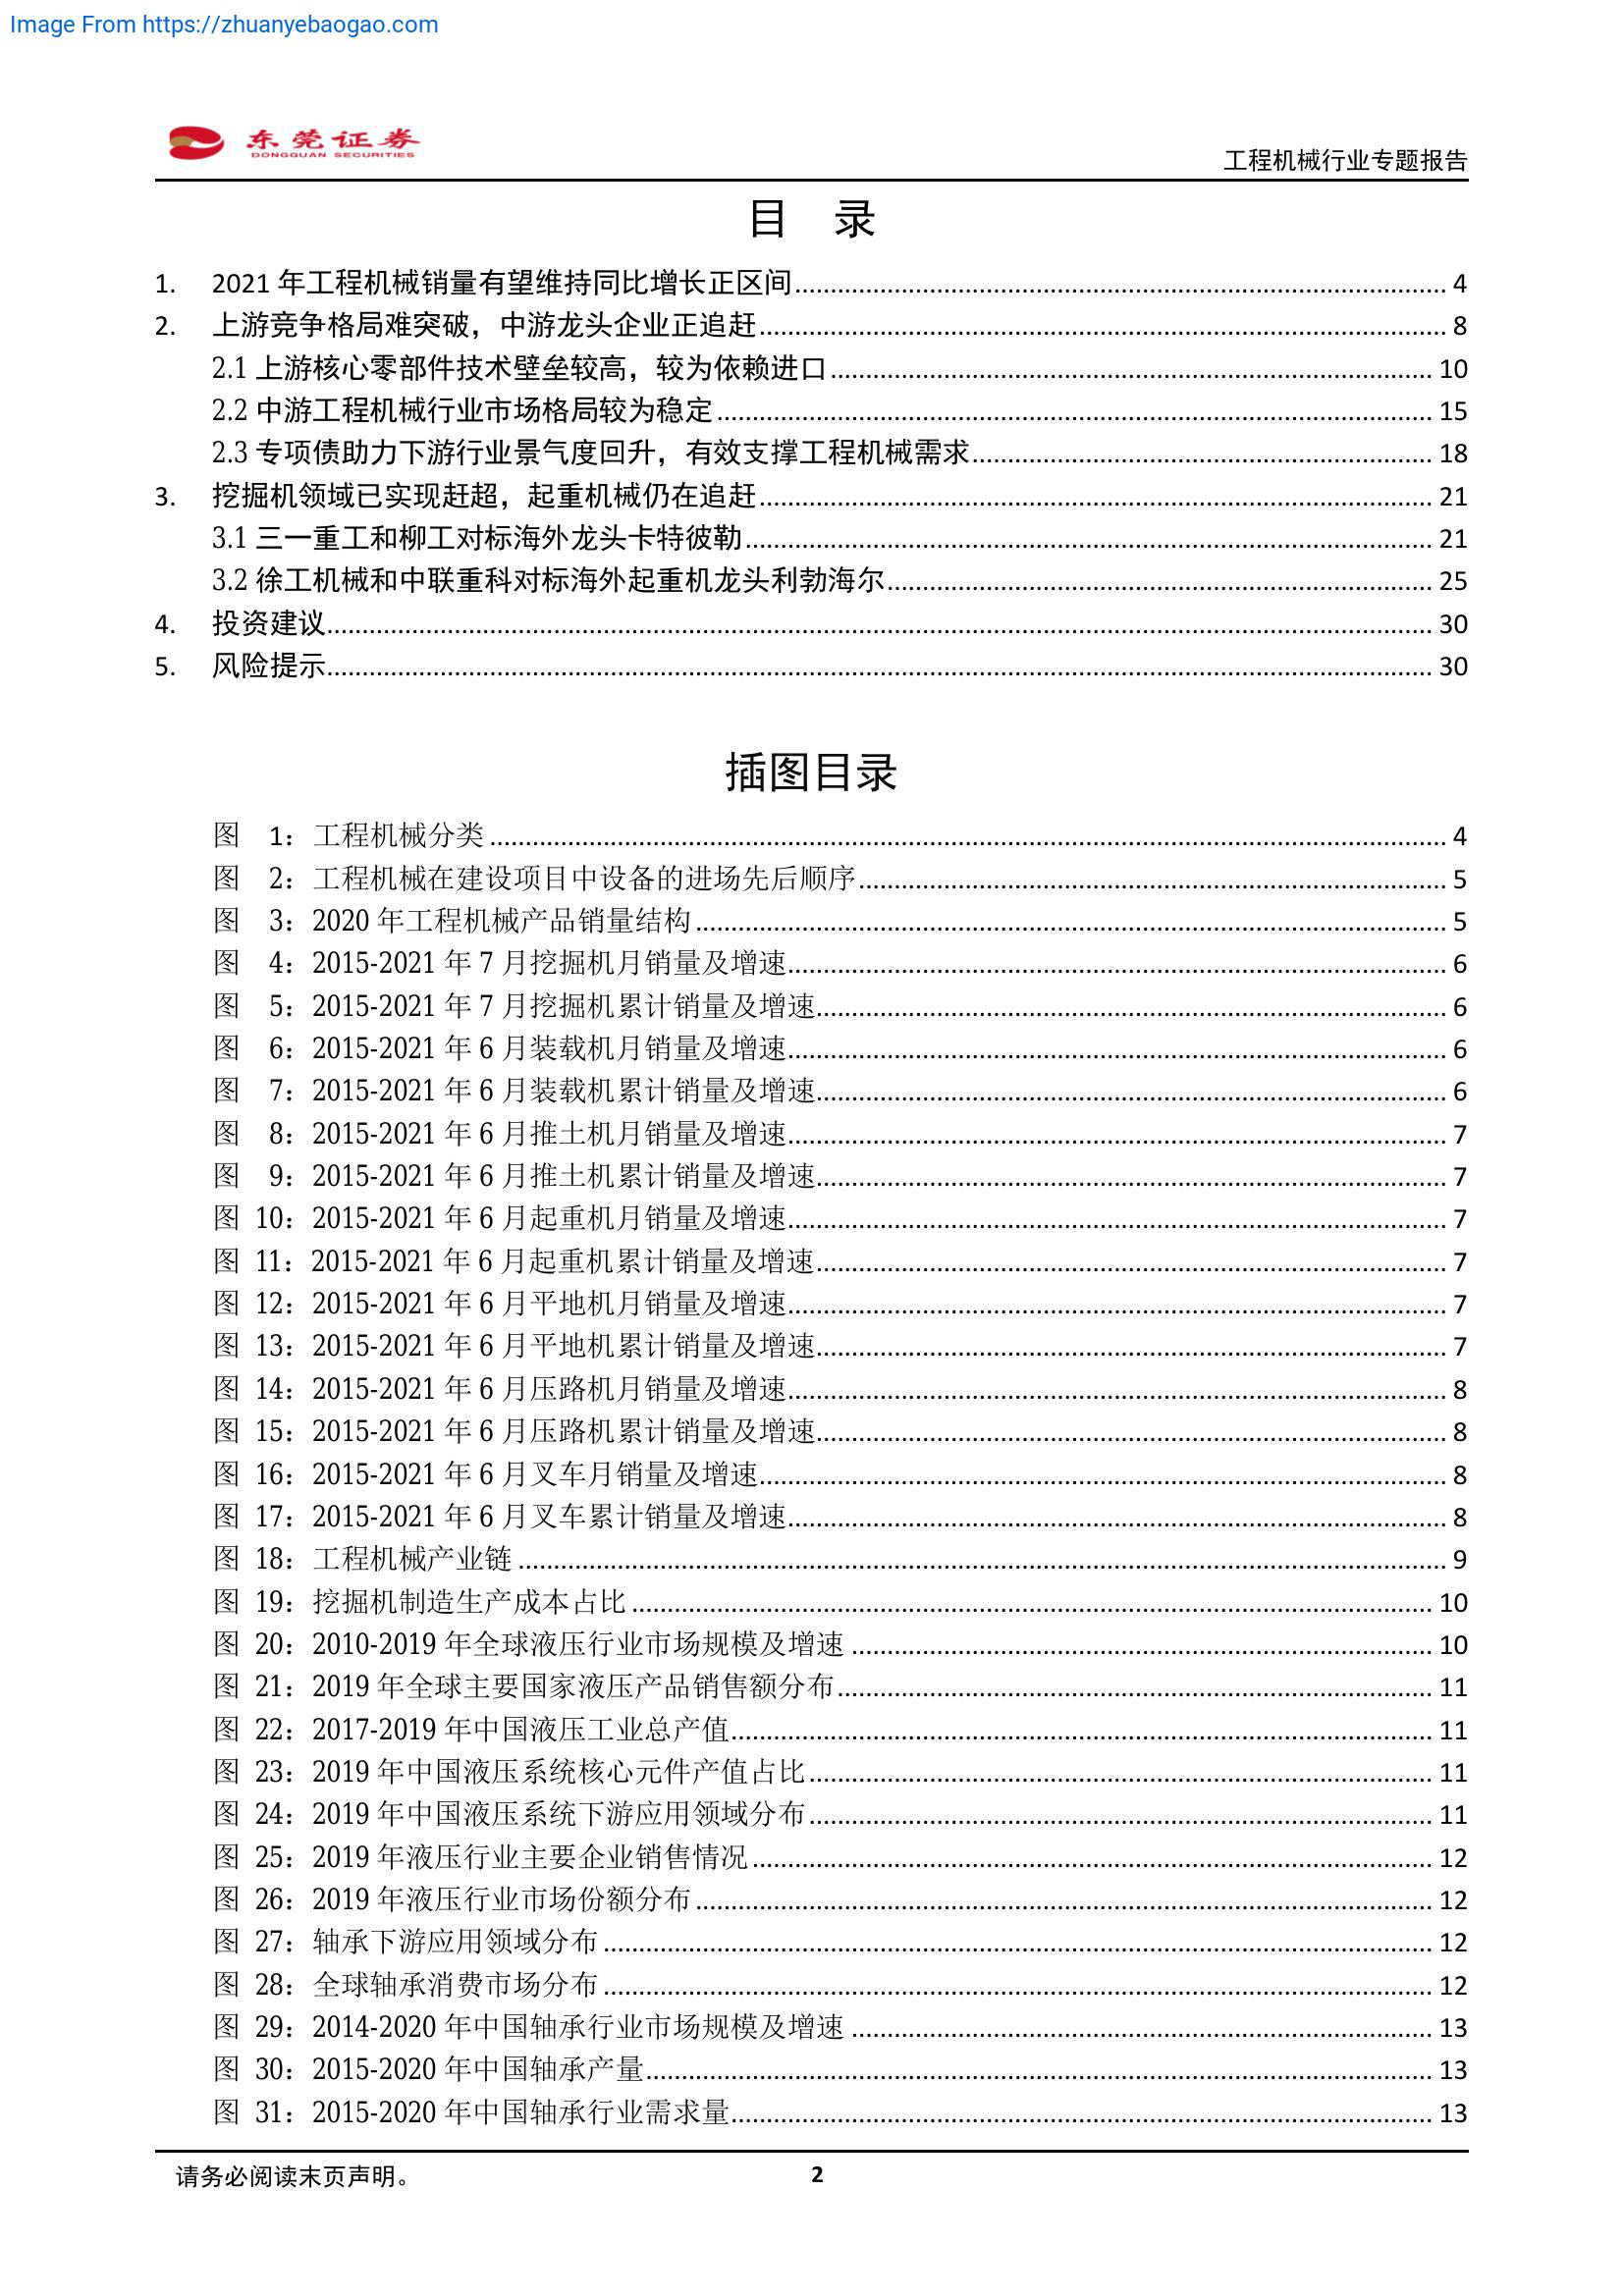 Image From https://zhuanyebaogao.com
东莞证券
DONGGUAN SECURITIES
工程机械行业专题报告
目 录
1. 2021 年工程机械销量有望维持同比增长正区间 4
2. 上游竞争格局难突破，中游龙头企业正追赶 8
2.1 上游核心零部件技术壁垒较高，较为依赖进口 10
2.2 中游工程机械行业市场格局较为稳定 15
2.3 专项债助力下游行业景气度回升，有效支撑工程机械需求 18
3. 挖掘机领域已实现赶超，起重机械仍在追赶 21
3.1 三一重工和柳工对标海外龙头卡特彼勒 21
3.2 徐工机械和中联重科对标海外起重机龙头利勃海尔 25
4. 投资建议 30
5. 风险提示 30
插图目录
图 1：工程机械分类 4
图 2：工程机械在建设项目中设备的进场先后顺序 5
图 3：2020 年工程机械产品销量结构 5
图 4：2015-2021 年 7 月挖掘机月销量及增速 6
图 5：2015-2021 年 7 月挖掘机累计销量及增速 6
图 6：2015-2021 年 6 月装载机月销量及增速 6
图 7：2015-2021 年 6 月装载机累计销量及增速 6
图 8：2015-2021 年 6 月推土机月销量及增速 7
图 9：2015-2021 年 6 月推土机累计销量及增速 7
图 10：2015-2021 年 6 月起重机月销量及增速 7
图 11：2015-2021 年 6 月起重机累计销量及增速 7
图 12：2015-2021 年 6 月平地机月销量及增速 7
图 13：2015-2021 年 6 月平地机累计销量及增速 7
图 14：2015-2021 年 6 月压路机月销量及增速 8
图 15：2015-2021 年 6 月压路机累计销量及增速 8
图 16：2015-2021 年 6 月叉车月销量及增速 8
图 17：2015-2021 年 6 月叉车累计销量及增速 8
图 18：工程机械产业链 9
图 19：挖掘机制造生产成本占比 10
图 20：2010-2019 年全球液压行业市场规模及增速 10
图 21：2019 年全球主要国家液压产品销售额分布 11
图 22：2017-2019 年中国液压工业总产值 11
图 23：2019 年中国液压系统核心元件产值占比 11
图 24：2019 年中国液压系统下游应用领域分布 11
图 25：2019 年液压行业主要企业销售情况 12
图 26：2019 年液压行业市场份额分布 12
图 27：轴承下游应用领域分布 12
图 28：全球轴承消费市场分布 12
图 29：2014-2020 年中国轴承行业市场规模及增速 13
图 30：2015-2020 年中国轴承产量 13
图 31：2015-2020 年中国轴承行业需求量 13
请务必阅读末页声明。
2